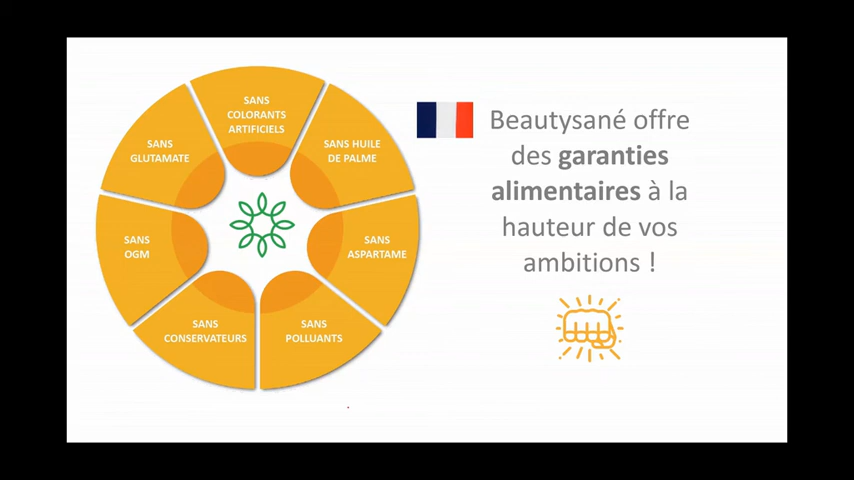 SANS
COLORANTS
ARTIFICIELS
SANS HUILE
DE PALME
SANS
ASPARTAME
SANS
POLLUANTS
SANS
CONSERVATEURS
SANS
OGM
SANS
GLUTAMATE
Beautysané offre
des garanties
alimentaires à la
hauteur de vos
ambitions !